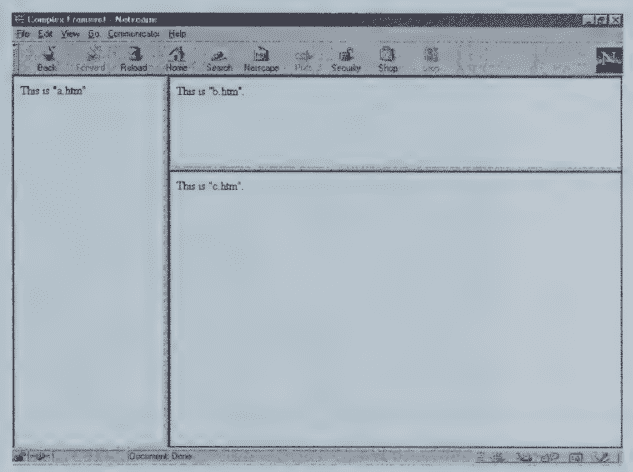 Complex Frameset - Netscape
File Edit View Go Communicator Help
Back Forward Reload Home Search Netscape Print Security Shop Stop
This is "a.htm"
This is "b.htm".
This is "c.htm".
Document: Done